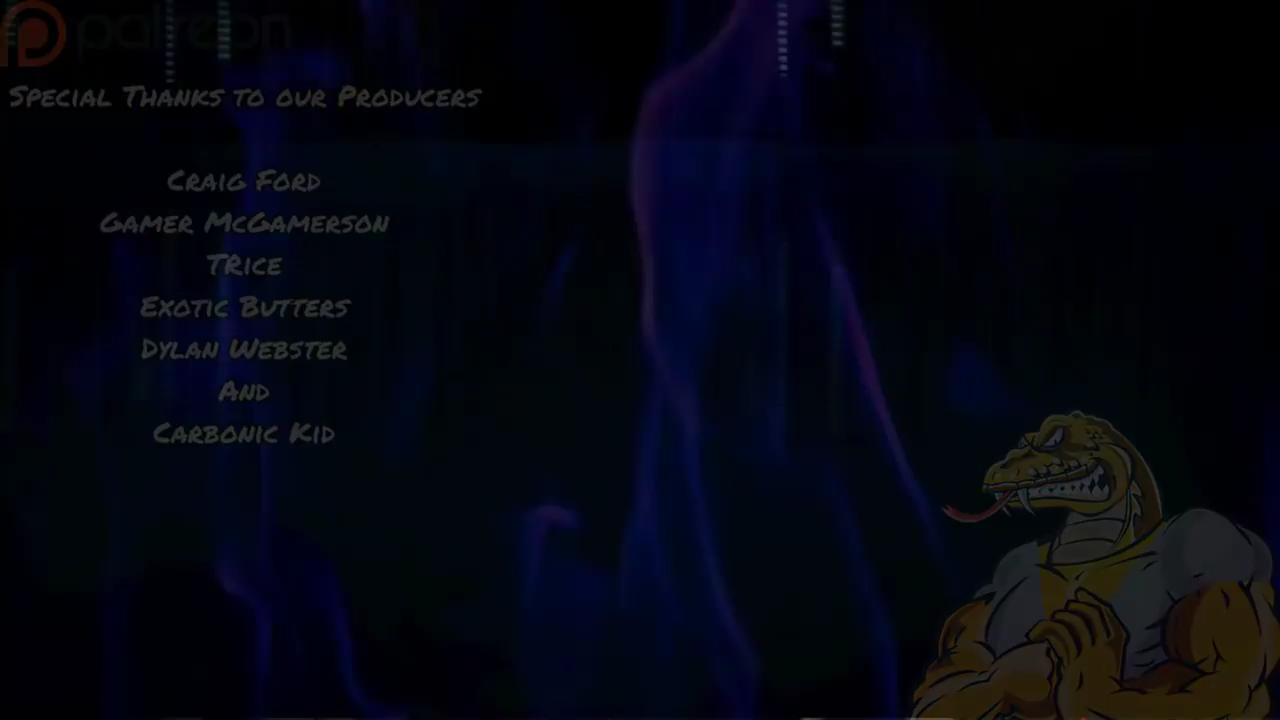 patreon
Special Thanks to our Producers
Craig Ford
Gamer McGamerson
TRice
Exotic Butters
Dylan Webster
And
Carbonic Kid